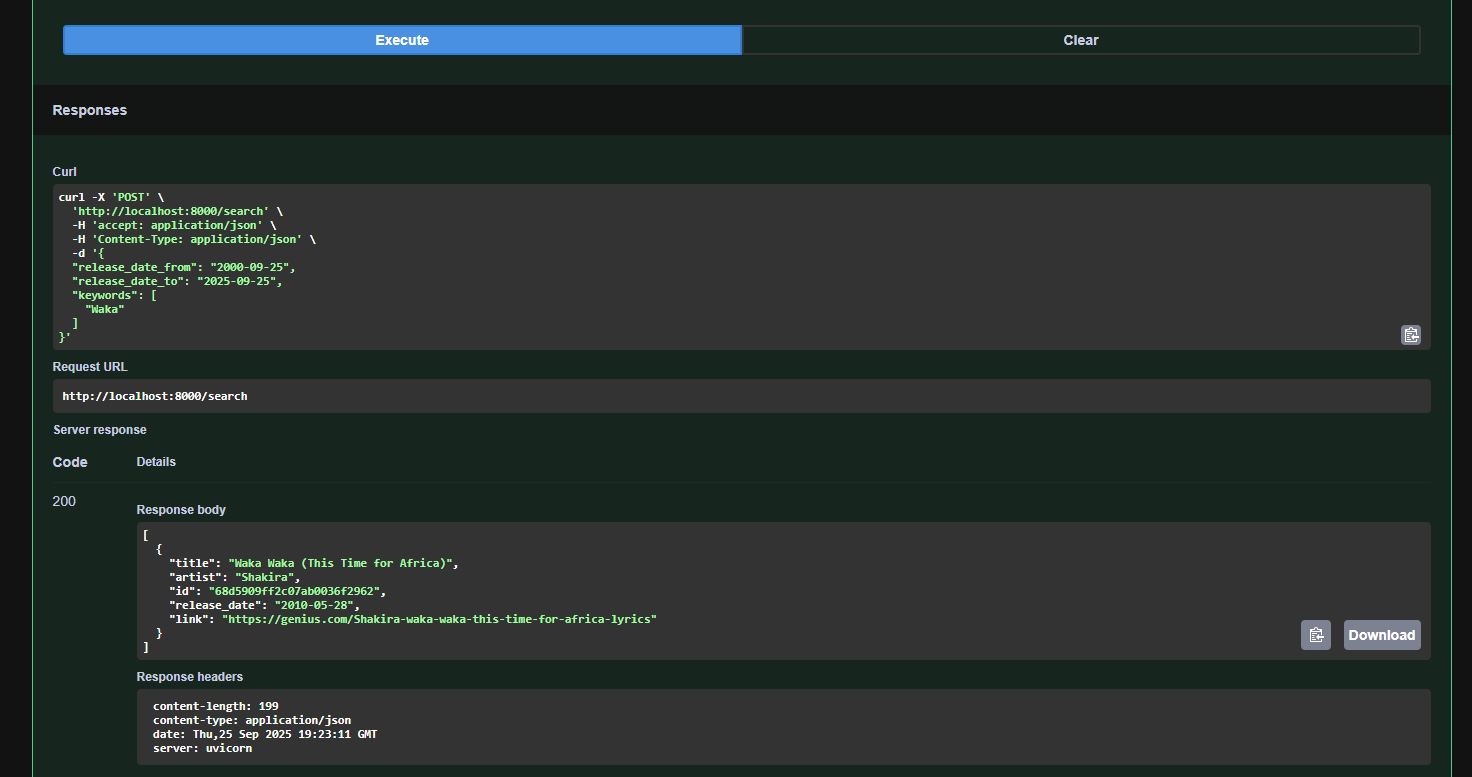 Execute
Clear
Responses
Curl
curl -X 'POST' \
  'http://localhost:8000/search' \
  -H 'accept: application/json' \
  -H 'Content-Type: application/json' \
  -d '{
  "release_date_from": "2000-09-25",
  "release_date_to": "2025-09-25",
  "keywords": [
    "Waka"
  ]
}'
Request URL
http://localhost:8000/search
Server response
Code Details
200
Response body
[
  {
    "title": "Waka Waka (This Time for Africa)",
    "artist": "Shakira",
    "id": "68d5909ff2c07ab0036f2962",
    "release_date": "2010-05-28",
    "link": "https://genius.com/Shakira-waka-waka-this-time-for-africa-lyrics"
  }
]
Download
Response headers
content-length: 199
content-type: application/json
date: Thu,25 Sep 2025 19:23:11 GMT
server: uvicorn